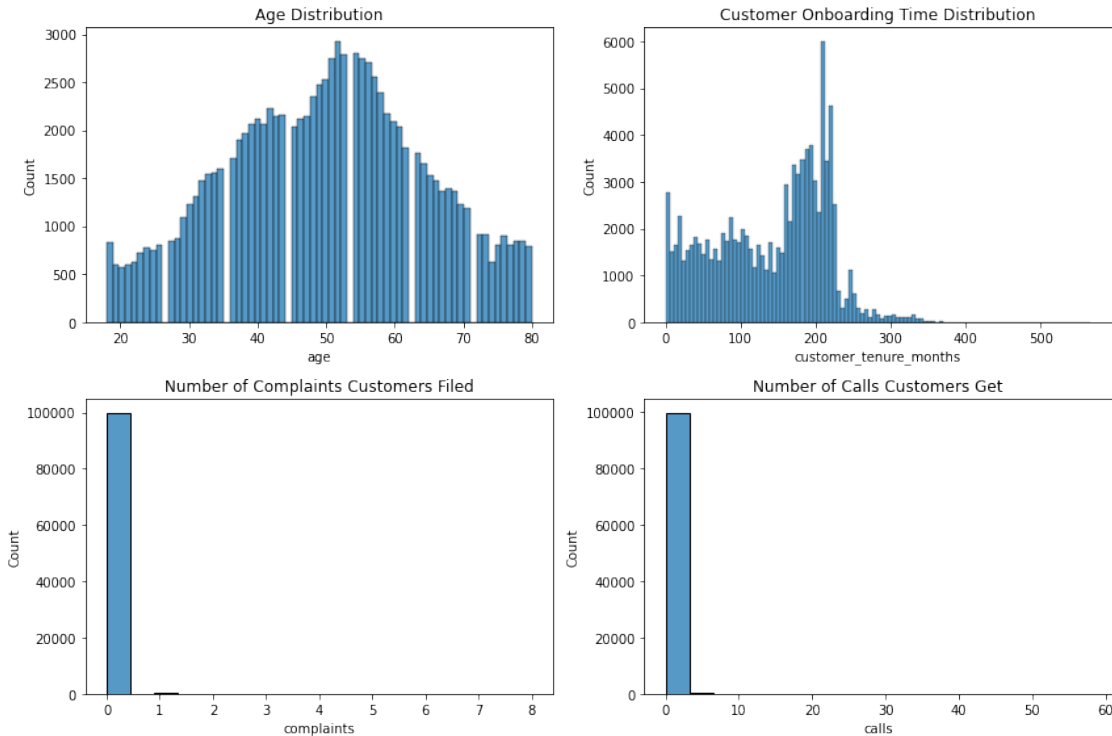 Age Distribution
3000
2500
2000
1500
1000
500
0
Count
20 30 40 50 60 70 80
age
Customer Onboarding Time Distribution
6000
5000
4000
3000
2000
1000
0
Count
0 100 200 300 400 500
customer_tenure_months
Number of Complaints Customers Filed
100000
80000
60000
40000
20000
0
Count
0 1 2 3 4 5 6 7 8
complaints
Number of Calls Customers Get
100000
80000
60000
40000
20000
0
Count
0 10 20 30 40 50 60
calls